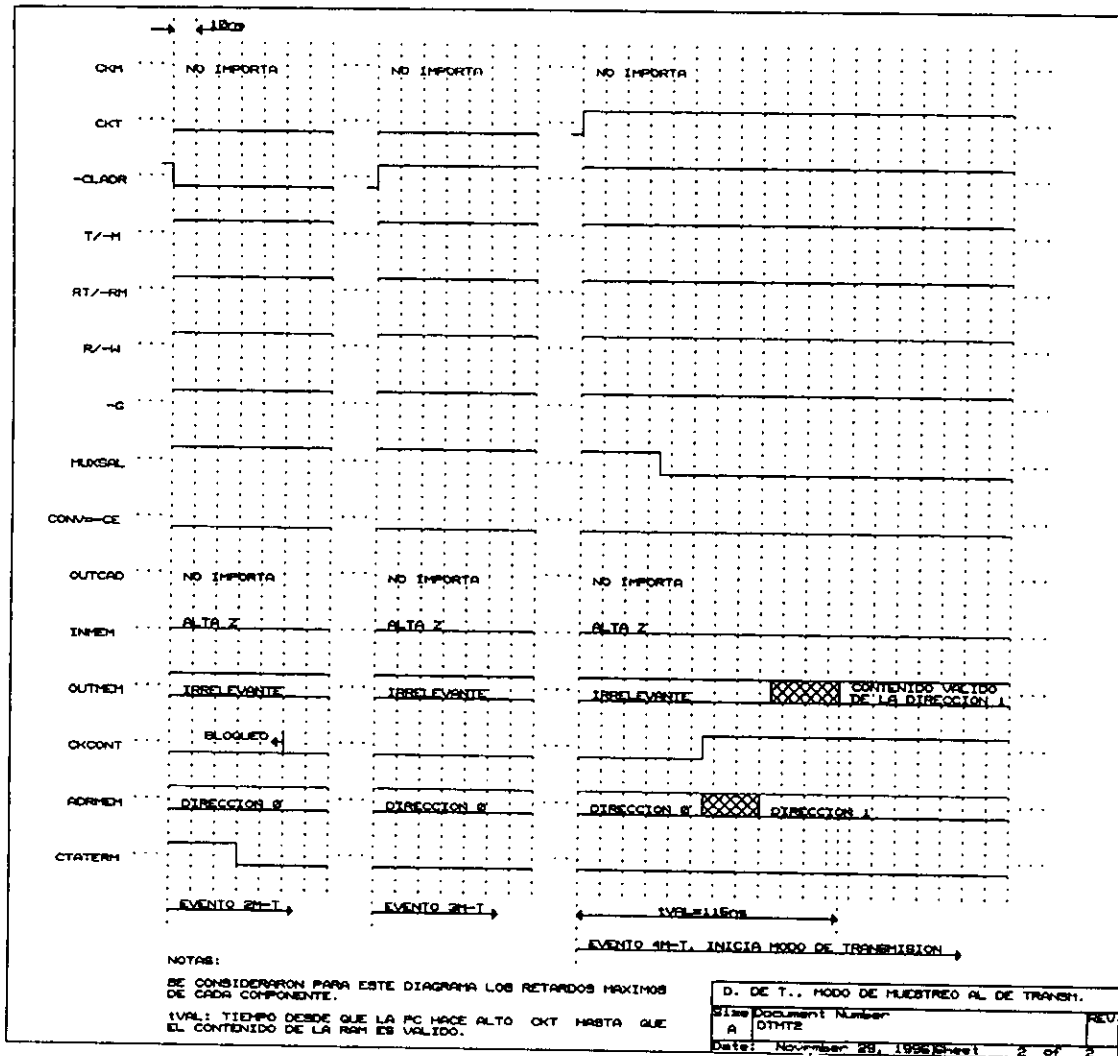 10ns
CKM NO IMPORTA NO IMPORTA NO IMPORTA
CKT
-CLADR
T/-M
RT/-RM
R/-W
-G
MUXSAL
CONV=-CE
OUTCAD NO IMPORTA NO IMPORTA NO IMPORTA
INMEM ALTA Z ALTA Z ALTA Z
OUTMEM IRRELEVANTE IRRELEVANTE IRRELEVANTE CONTENIDO VALIDO
DE LA DIRECCION 1
CKCONT BLOQUEO
ADRMEM DIRECCION 0 DIRECCION 0 DIRECCION 0 DIRECCION 1
CTATERM
EVENTO 2M-T EVENTO 3M-T tVAL=115ns
EVENTO 4M-T, INICIA MODO DE TRANSMISION
NOTAS:
SE CONSIDERARON PARA ESTE DIAGRAMA LOS RETARDOS MAXIMOS
DE CADA COMPONENTE.
tVAL: TIEMPO DESDE QUE LA PC HACE ALTO CKT HASTA QUE
EL CONTENIDO DE LA RAM ES VALIDO.
D. DE T., MODO DE MUESTREO AL DE TRANSM.
Size Document Number REV
A DTMT2
Date: November 29, 1996 Sheet 2 of 2